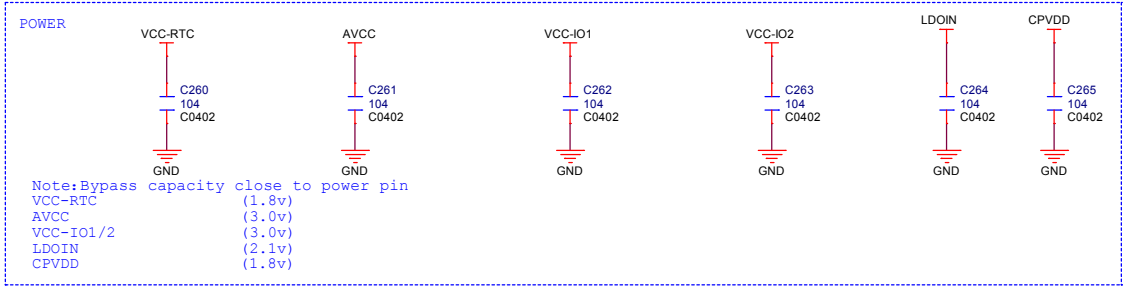 POWER
VCC-RTC AVCC VCC-IO1 VCC-IO2 LDOIN CPVDD
C260 C261 C262 C263 C264 C265
104 104 104 104 104 104
C0402 C0402 C0402 C0402 C0402 C0402
GND GND GND GND GND GND
Note:Bypass capacity close to power pin
VCC-RTC (1.8v)
AVCC (3.0v)
VCC-IO1/2 (3.0v)
LDOIN (2.1v)
CPVDD (1.8v)